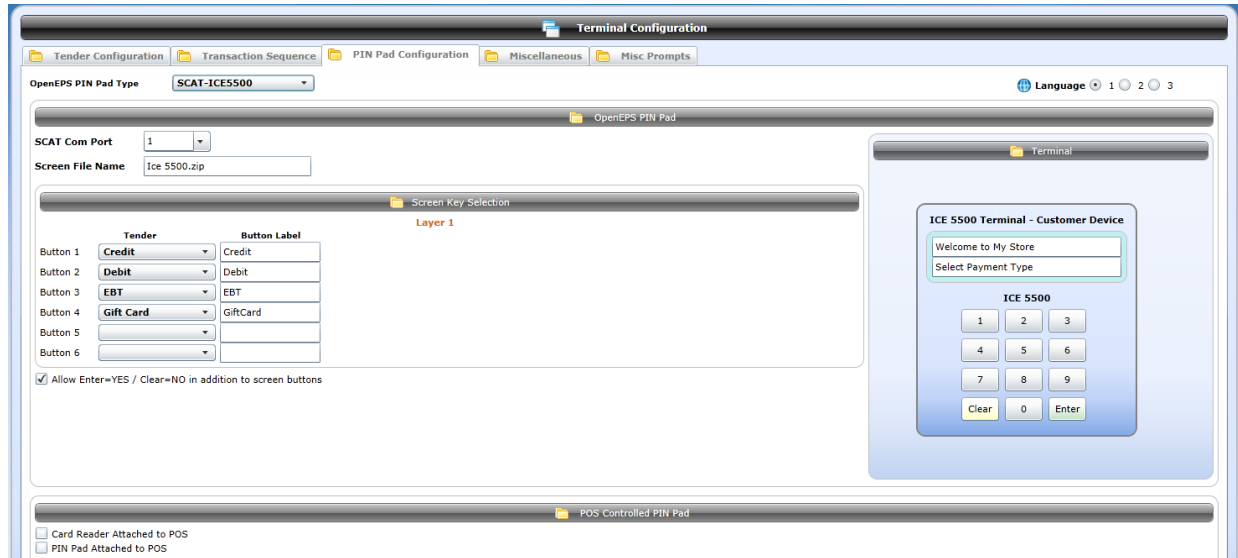 Terminal Configuration
Tender Configuration Transaction Sequence PIN Pad Configuration Miscellaneous Misc Prompts
OpenEPS PIN Pad Type SCAT-ICE5500 Language 1 2 3
OpenEPS PIN Pad
SCAT Com Port 1
Screen File Name Ice 5500.zip
Screen Key Selection
Layer 1
Tender Button Label
Button 1 Credit Credit
Button 2 Debit Debit
Button 3 EBT EBT
Button 4 Gift Card GiftCard
Button 5
Button 6
Allow Enter=YES / Clear=NO in addition to screen buttons
Terminal
ICE 5500 Terminal - Customer Device
Welcome to My Store
Select Payment Type
ICE 5500
1 2 3
4 5 6
7 8 9
Clear 0 Enter
POS Controlled PIN Pad
Card Reader Attached to POS
PIN Pad Attached to POS